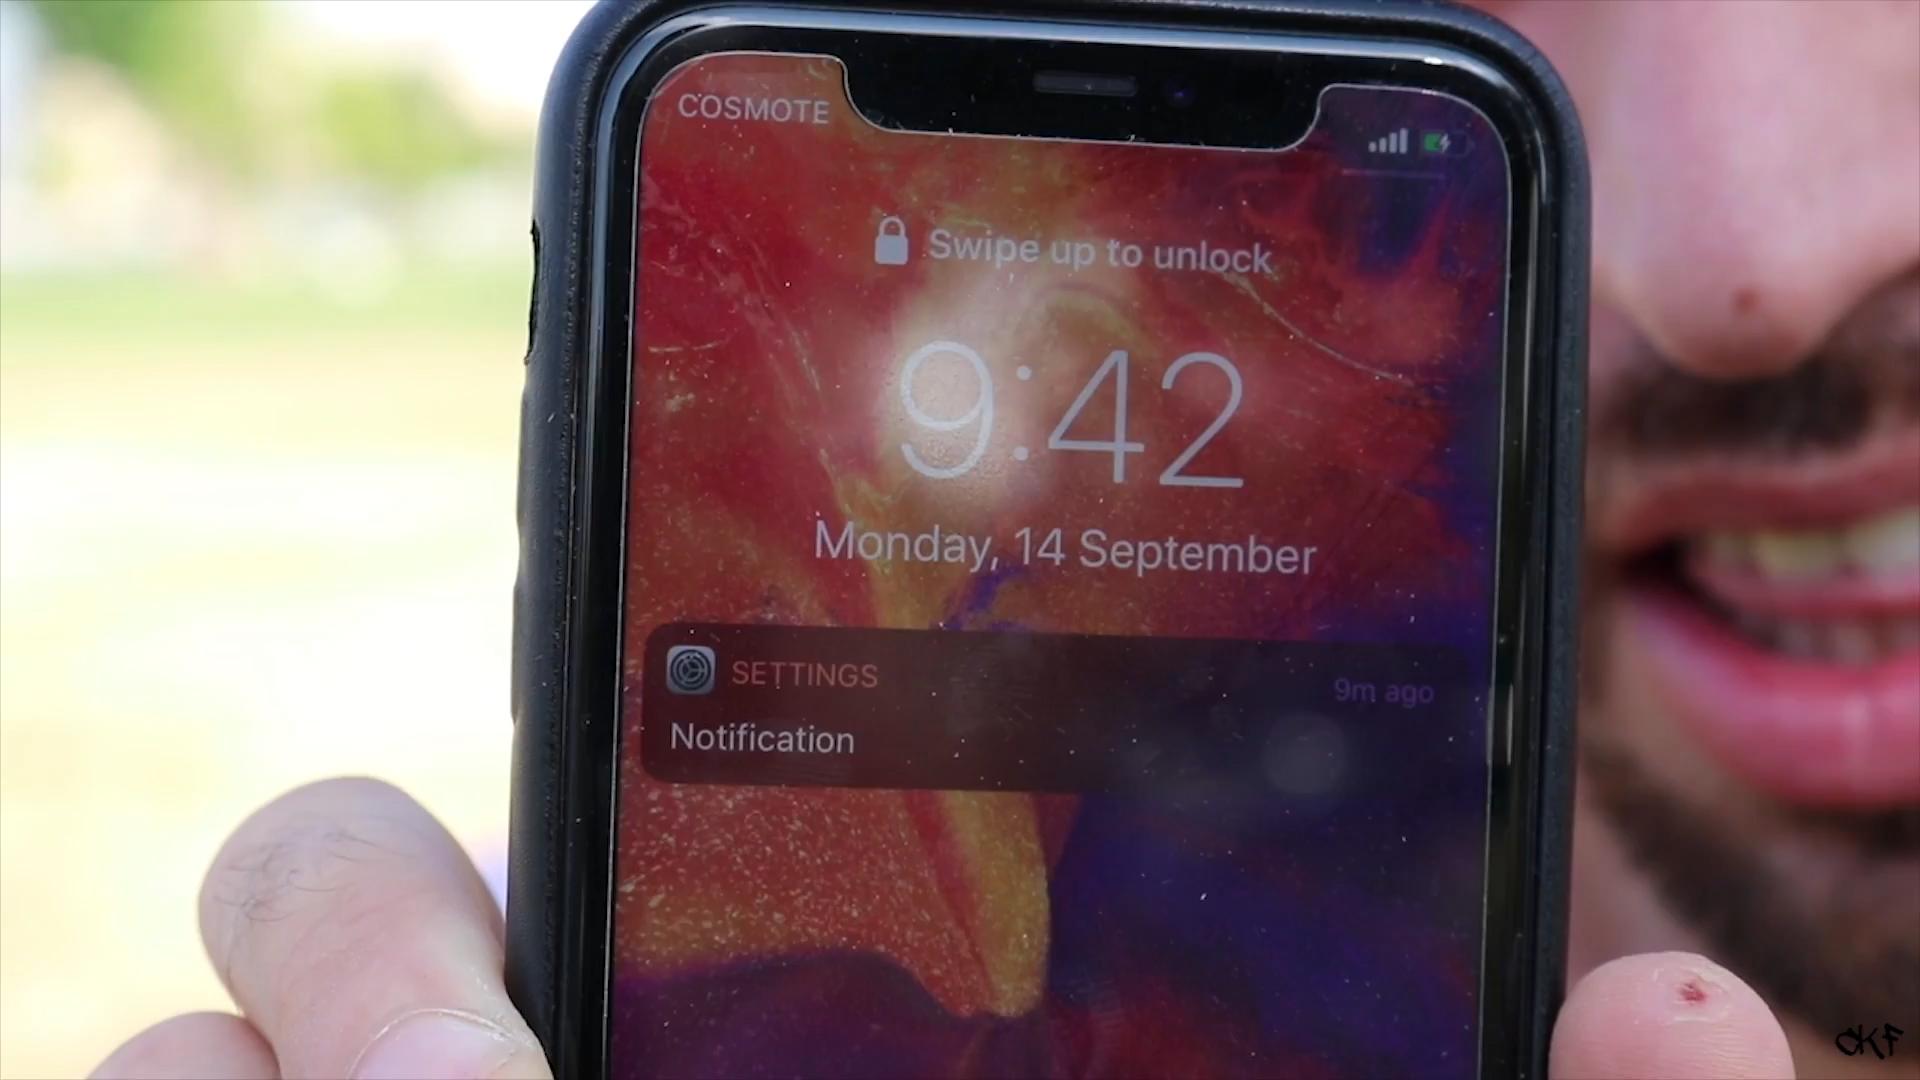 COSMOTE
Swipe up to unlock
9:42
Monday, 14 September
SETTINGS
9m ago
Notification
CKF